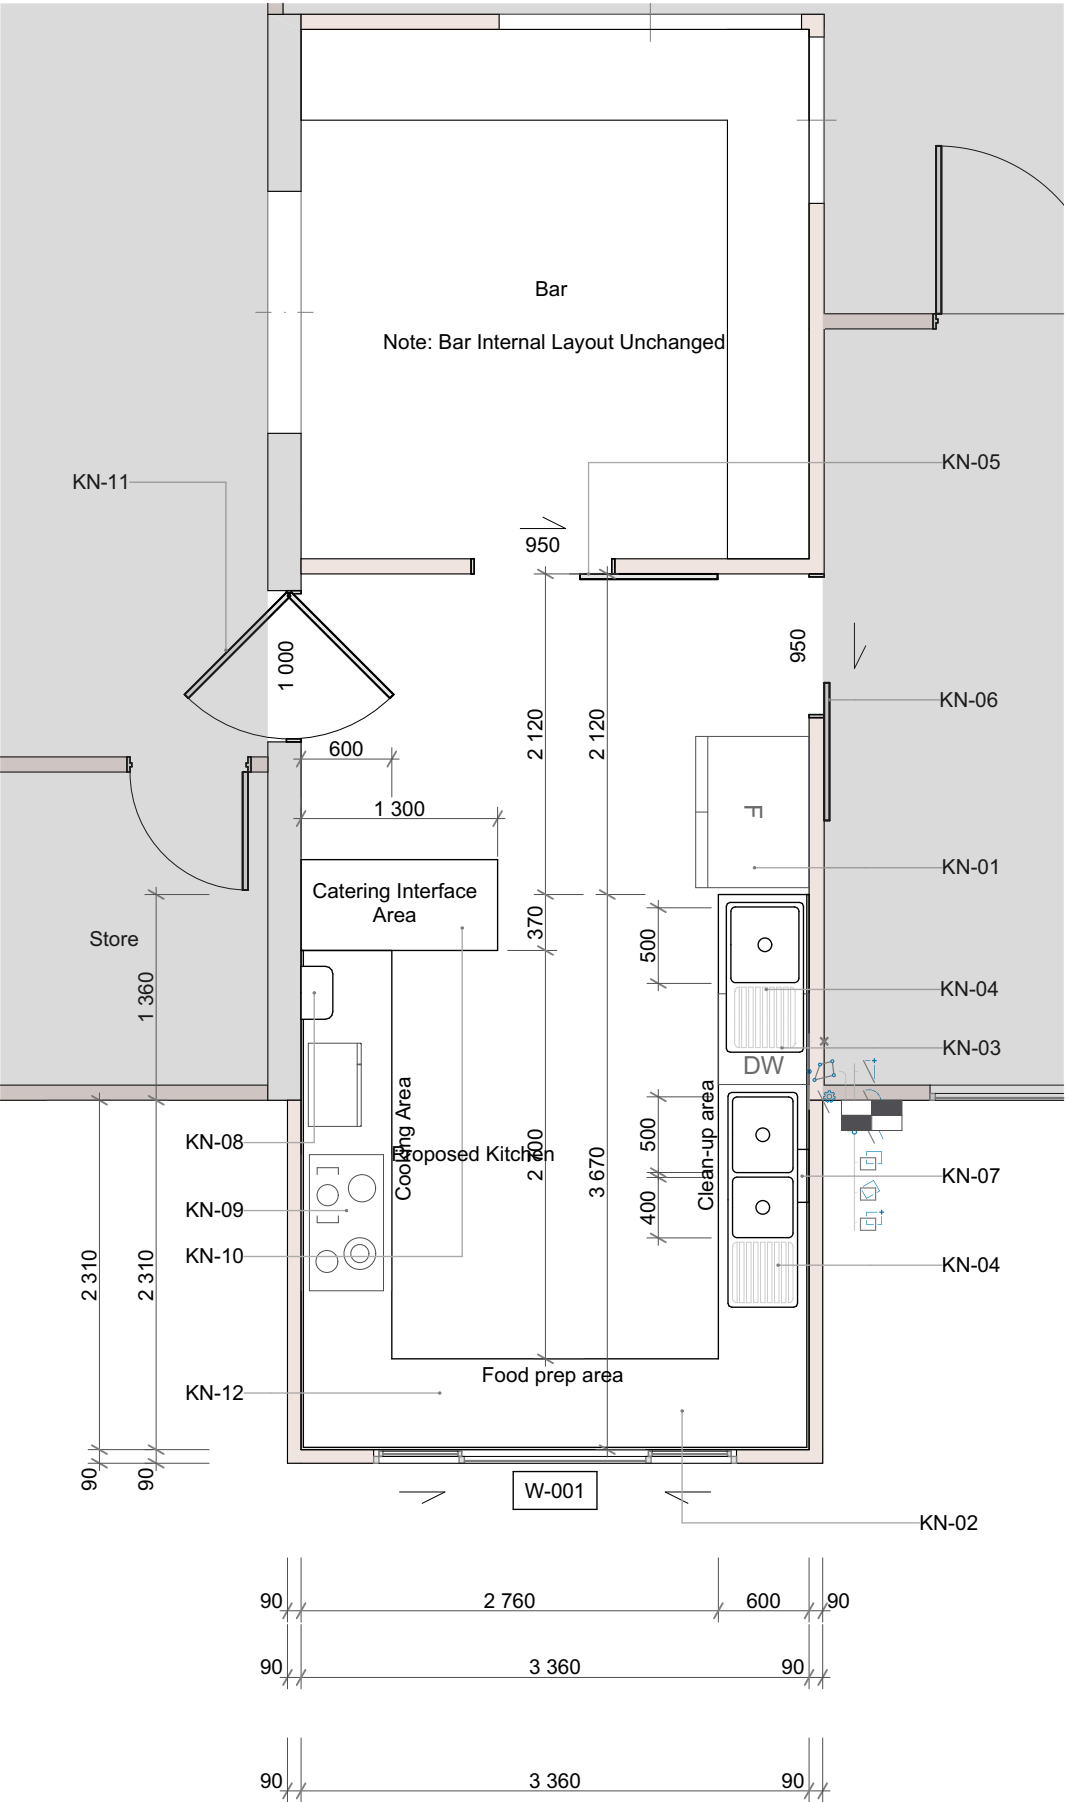 Bar
Note: Bar Internal Layout Unchanged
KN-05
KN-11
950
1 000
950
KN-06
600
2 120
2 120
1 300
F
KN-01
Catering Interface
Area
370
Store
500
1 360
KN-04
KN-03
DW
Cooking Area
Clean-up area
KN-08
Proposed Kitchen
2 700
3 670
500
KN-07
KN-09
400
KN-10
KN-04
2 310
2 310
Food prep area
KN-12
90
90
W-001
KN-02
90
2 760
600
90
90
3 360
90
90
3 360
90